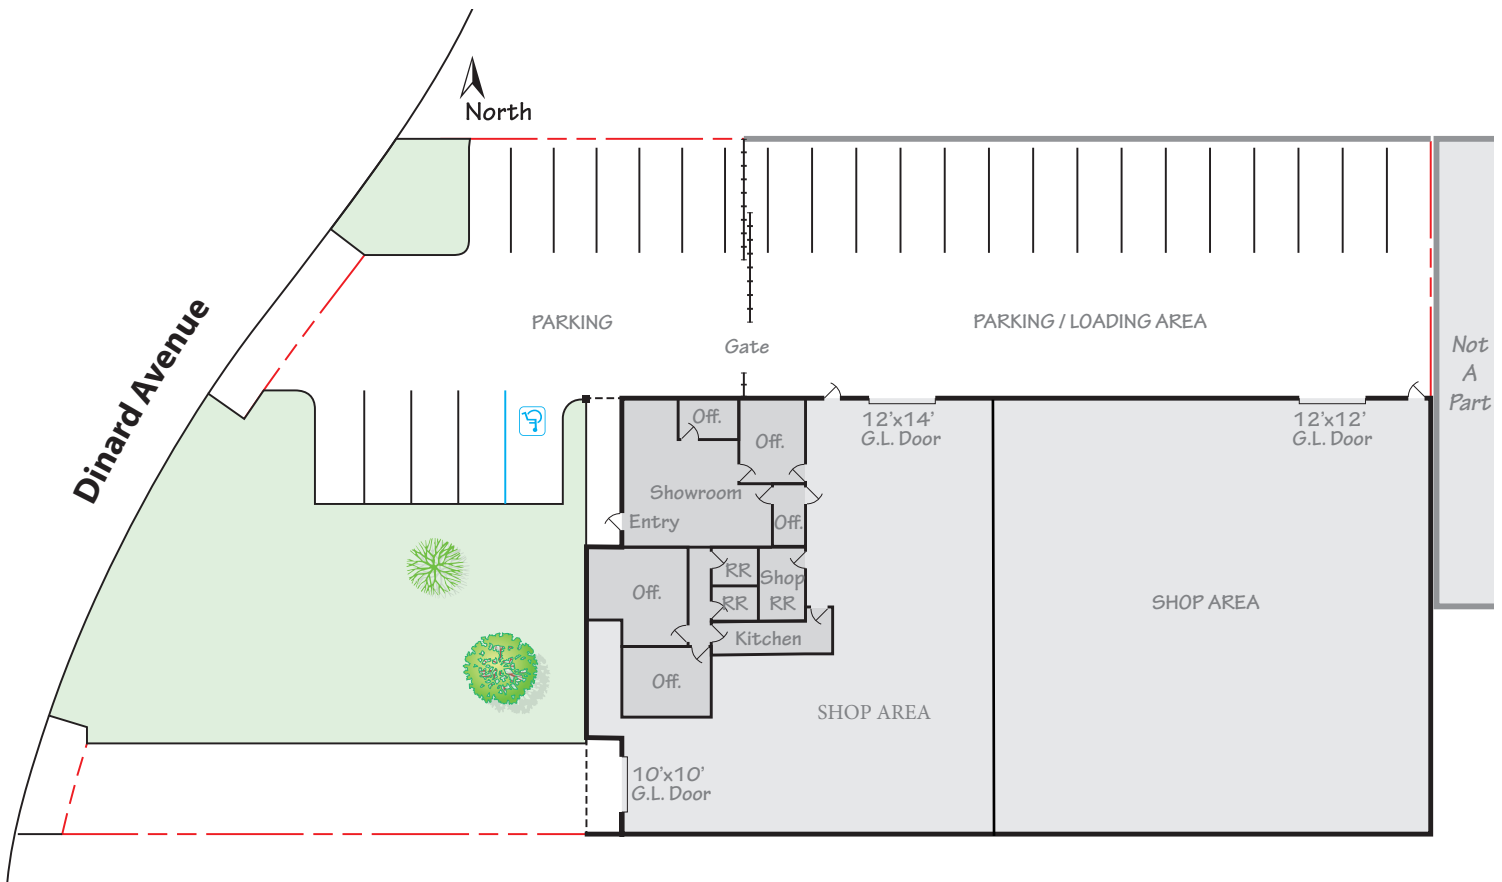 North
Dinard Avenue
PARKING
PARKING / LOADING AREA
Gate
Not
A
Part
Off.
Off.
12'x14'
G.L. Door
12'x12'
G.L. Door
Showroom
Entry
Off.
Off.
RR
Shop
RR
RR
Kitchen
SHOP AREA
Off.
SHOP AREA
10'x10'
G.L. Door